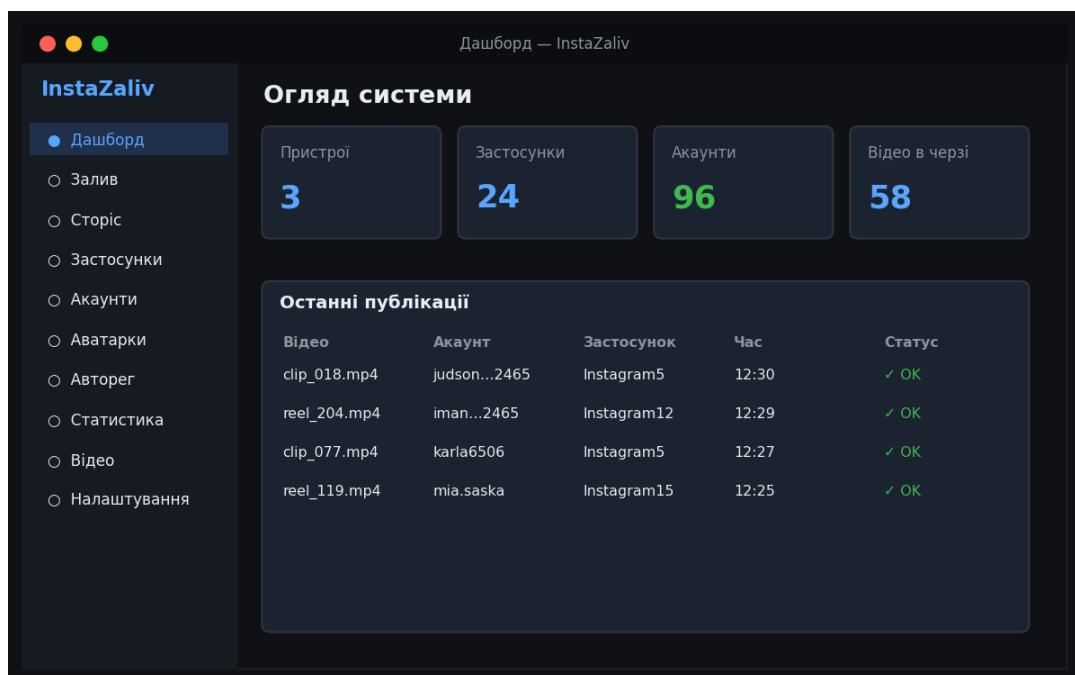 Дашборд — InstaZaliv
InstaZaliv
Дашборд
Залив
Сторіс
Застосунки
Акаунти
Аватарки
Авторег
Статистика
Відео
Налаштування
Огляд системи
Пристрої
3
Застосунки
24
Акаунти
96
Відео в черзі
58
Останні публікації
Відео Акаунт Застосунок Час Статус
clip_018.mp4 judson...2465 Instagram5 12:30 ✓ OK
reel_204.mp4 iman...2465 Instagram12 12:29 ✓ OK
clip_077.mp4 karla6506 Instagram5 12:27 ✓ OK
reel_119.mp4 mia.saska Instagram15 12:25 ✓ OK